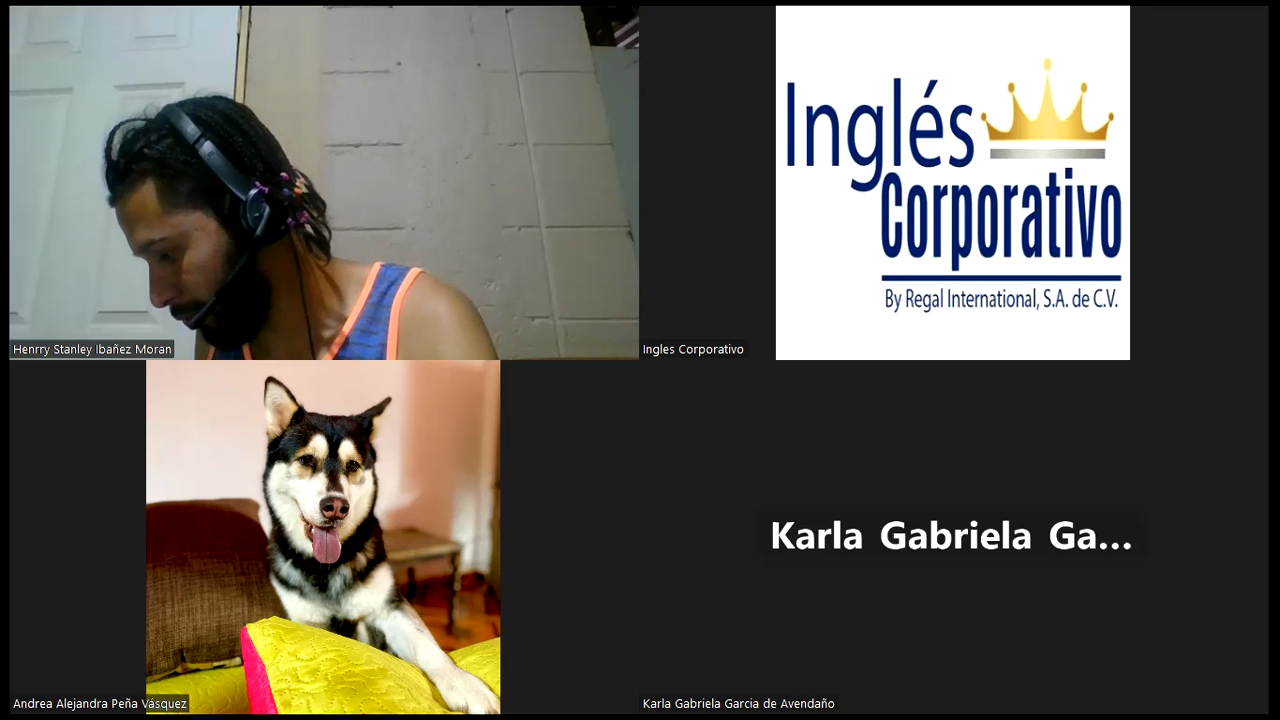 Inglés
Corporativo
By Regal International, S.A. de C.V.
Henrry Stanley Ibañez Moran
Ingles Corporativo
Karla Gabriela Ga...
Andrea Alejandra Peña Vásquez
Karla Gabriela Garcia de Avendaño